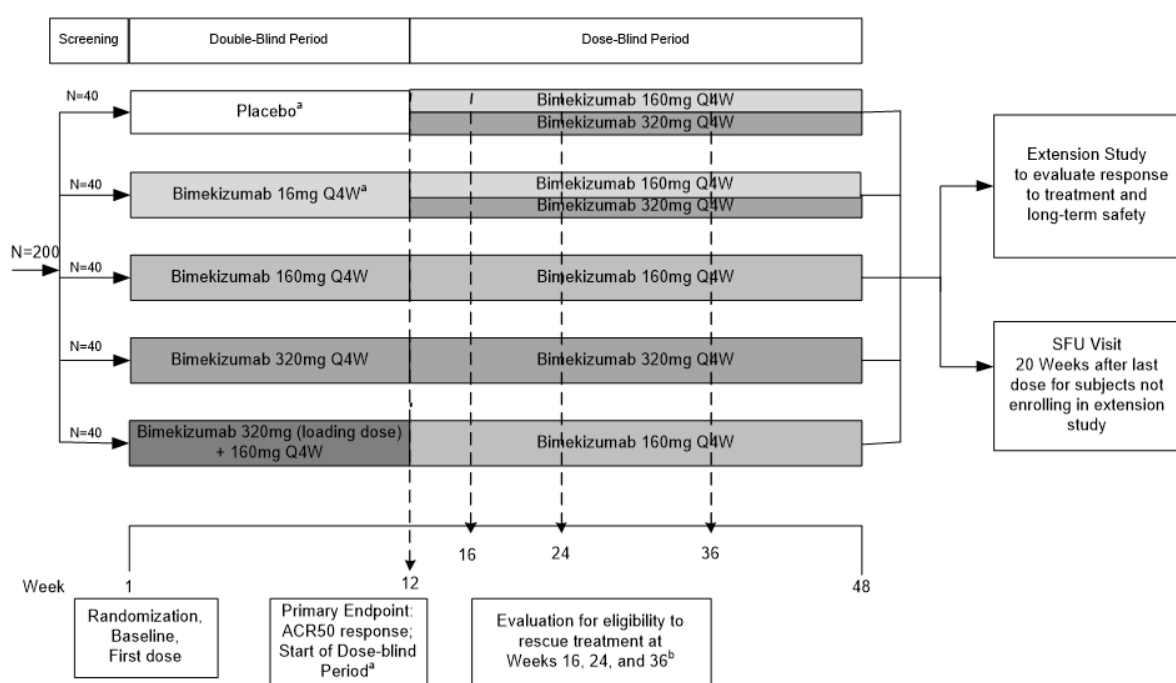 Screening
Double-Blind Period
Dose-Blind Period
N=40
Placeboᵃ
Bimekizumab 160mg Q4W
Bimekizumab 320mg Q4W
N=40
Bimekizumab 16mg Q4Wᵃ
Bimekizumab 160mg Q4W
Bimekizumab 320mg Q4W
N=200
N=40
Bimekizumab 160mg Q4W
Bimekizumab 160mg Q4W
N=40
Bimekizumab 320mg Q4W
Bimekizumab 320mg Q4W
N=40
Bimekizumab 320mg (loading dose)
+ 160mg Q4W
Bimekizumab 160mg Q4W
Extension Study
to evaluate response
to treatment and
long-term safety
SFU Visit
20 Weeks after last
dose for subjects not
enrolling in extension
study
16
24
36
Week
1
12
48
Randomization,
Baseline,
First dose
Primary Endpoint:
ACR50 response;
Start of Dose-blind
Periodᵃ
Evaluation for eligibility to
rescue treatment at
Weeks 16, 24, and 36ᵇ